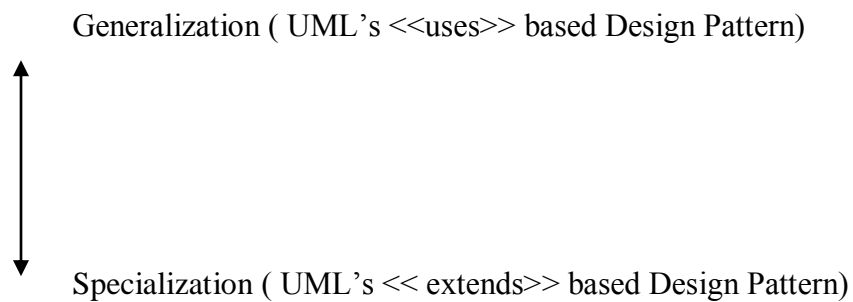 Generalization ( UML’s <<uses>> based Design Pattern)
Specialization ( UML’s << extends>> based Design Pattern)